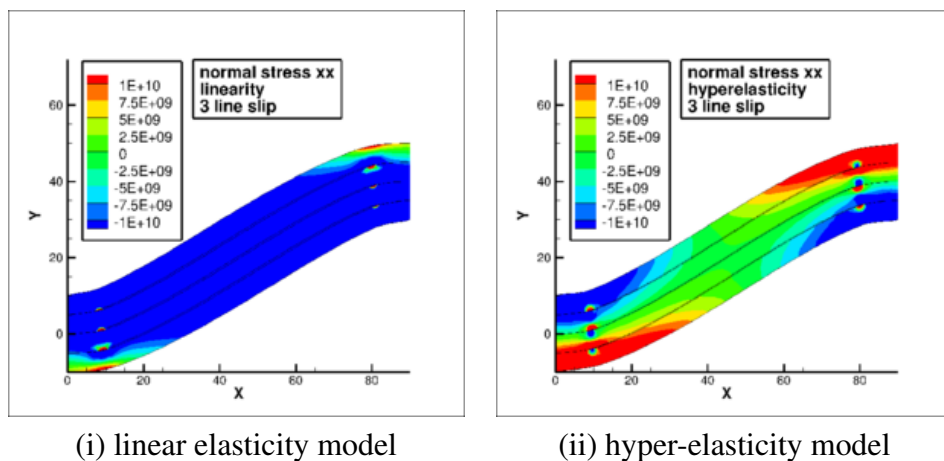 normal stress xx
linearity
3 line slip
1E+10
7.5E+09
5E+09
2.5E+09
0
-2.5E+09
-5E+09
-7.5E+09
-1E+10
60
40
20
0
Y
0 20 40 60 80
X
(i) linear elasticity model
normal stress xx
hyperelasticity
3 line slip
1E+10
7.5E+09
5E+09
2.5E+09
0
-2.5E+09
-5E+09
-7.5E+09
-1E+10
60
40
20
0
Y
0 20 40 60 80
X
(ii) hyper-elasticity model